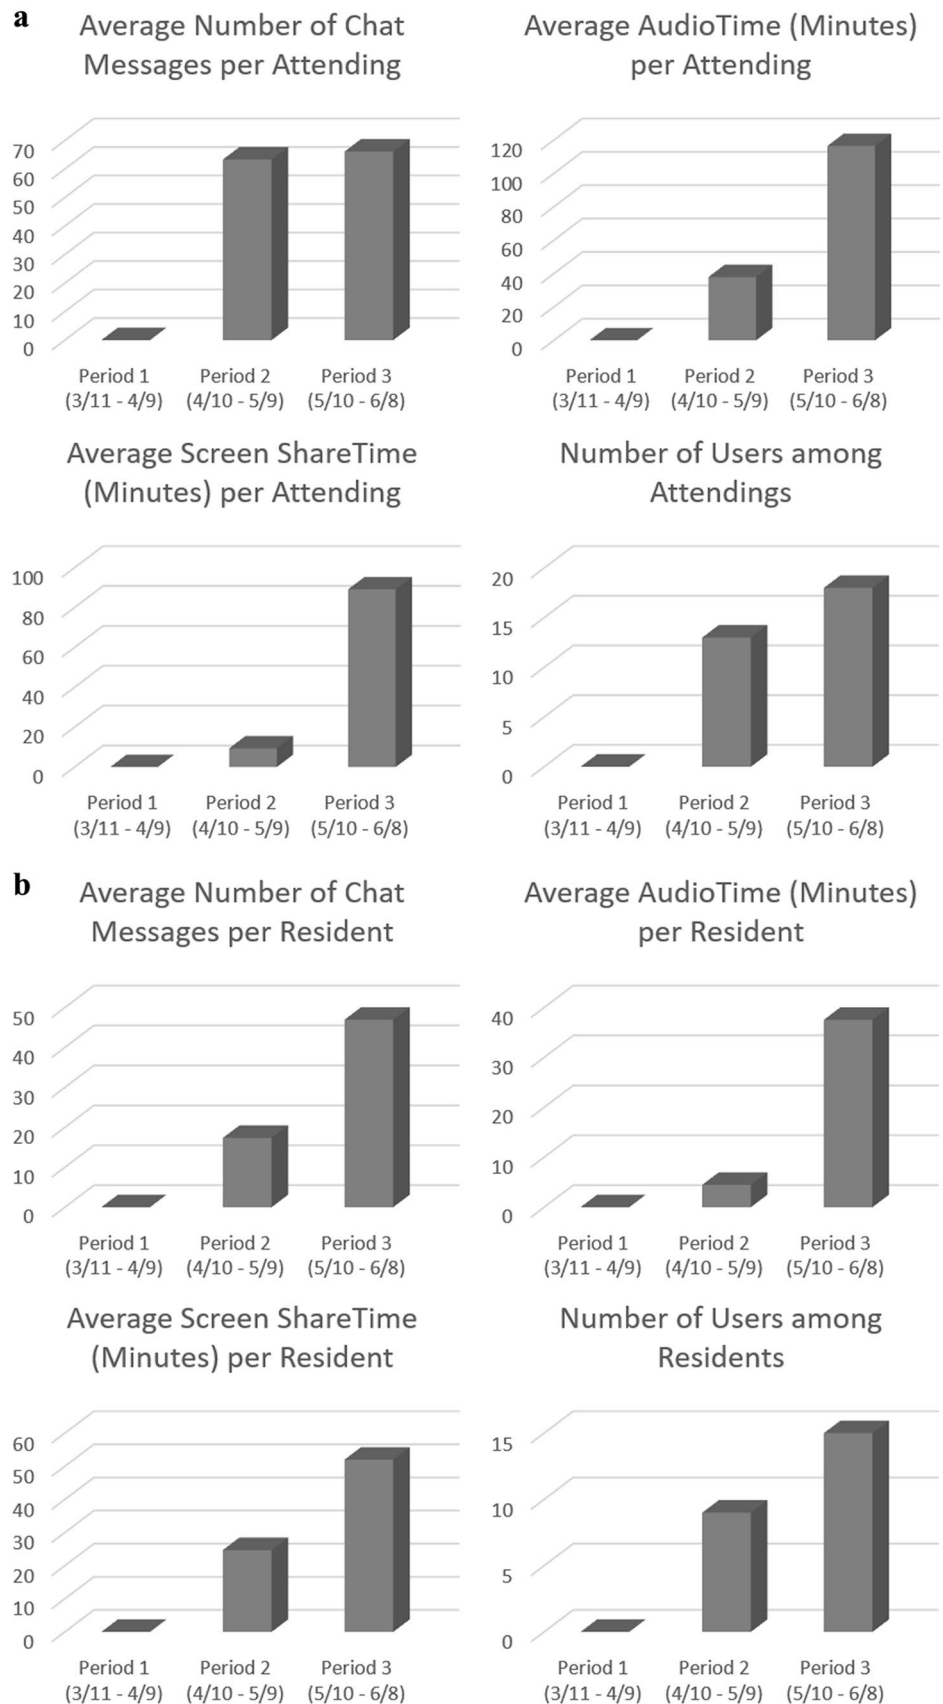 a
Average Number of Chat
Messages per Attending
70
60
50
40
30
20
10
0
Period 1
(3/11 - 4/9)
Period 2
(4/10 - 5/9)
Period 3
(5/10 - 6/8)
Average AudioTime (Minutes)
per Attending
120
100
80
60
40
20
0
Period 1
(3/11 - 4/9)
Period 2
(4/10 - 5/9)
Period 3
(5/10 - 6/8)
Average Screen ShareTime
(Minutes) per Attending
100
80
60
40
20
0
Period 1
(3/11 - 4/9)
Period 2
(4/10 - 5/9)
Period 3
(5/10 - 6/8)
Number of Users among
Attendings
20
15
10
5
0
Period 1
(3/11 - 4/9)
Period 2
(4/10 - 5/9)
Period 3
(5/10 - 6/8)
b
Average Number of Chat
Messages per Resident
50
40
30
20
10
0
Period 1
(3/11 - 4/9)
Period 2
(4/10 - 5/9)
Period 3
(5/10 - 6/8)
Average AudioTime (Minutes)
per Resident
40
30
20
10
0
Period 1
(3/11 - 4/9)
Period 2
(4/10 - 5/9)
Period 3
(5/10 - 6/8)
Average Screen ShareTime
(Minutes) per Resident
60
50
40
30
20
10
0
Period 1
(3/11 - 4/9)
Period 2
(4/10 - 5/9)
Period 3
(5/10 - 6/8)
Number of Users among
Residents
15
10
5
0
Period 1
(3/11 - 4/9)
Period 2
(4/10 - 5/9)
Period 3
(5/10 - 6/8)